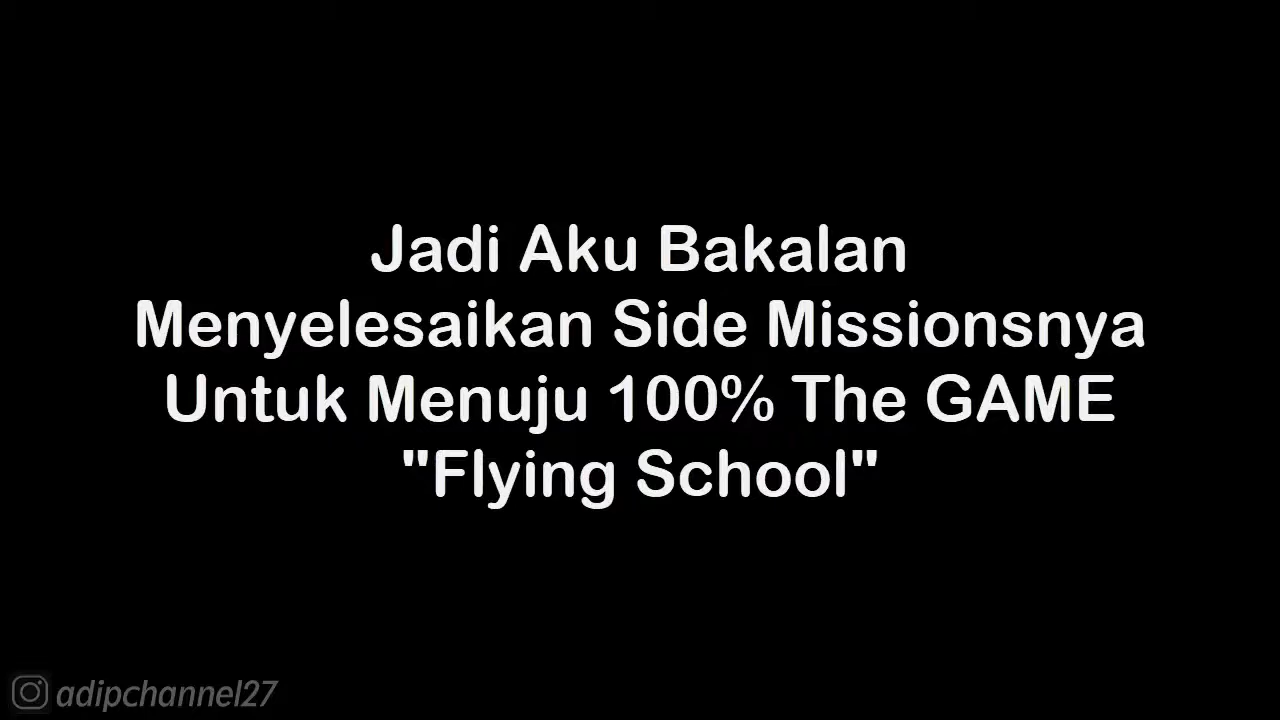 Jadi Aku Bakalan
Menyelesaikan Side Missionsnya
Untuk Menuju 100% The GAME
"Flying School"
adipchannel27